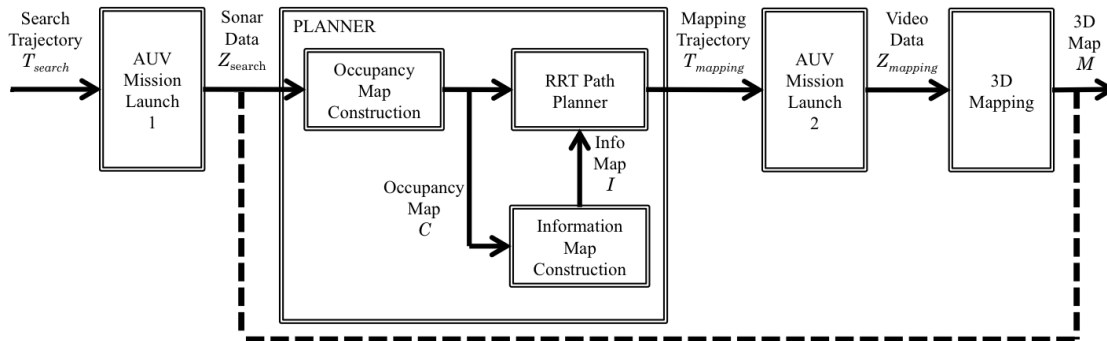 Search
Trajectory
T_search
AUV
Mission
Launch
1
Sonar
Data
Z_search
PLANNER
Occupancy
Map
Construction
RRT Path
Planner
Occupancy
Map
C
Info
Map
I
Information
Map
Construction
Mapping
Trajectory
T_mapping
AUV
Mission
Launch
2
Video
Data
Z_mapping
3D
Mapping
3D
Map
M